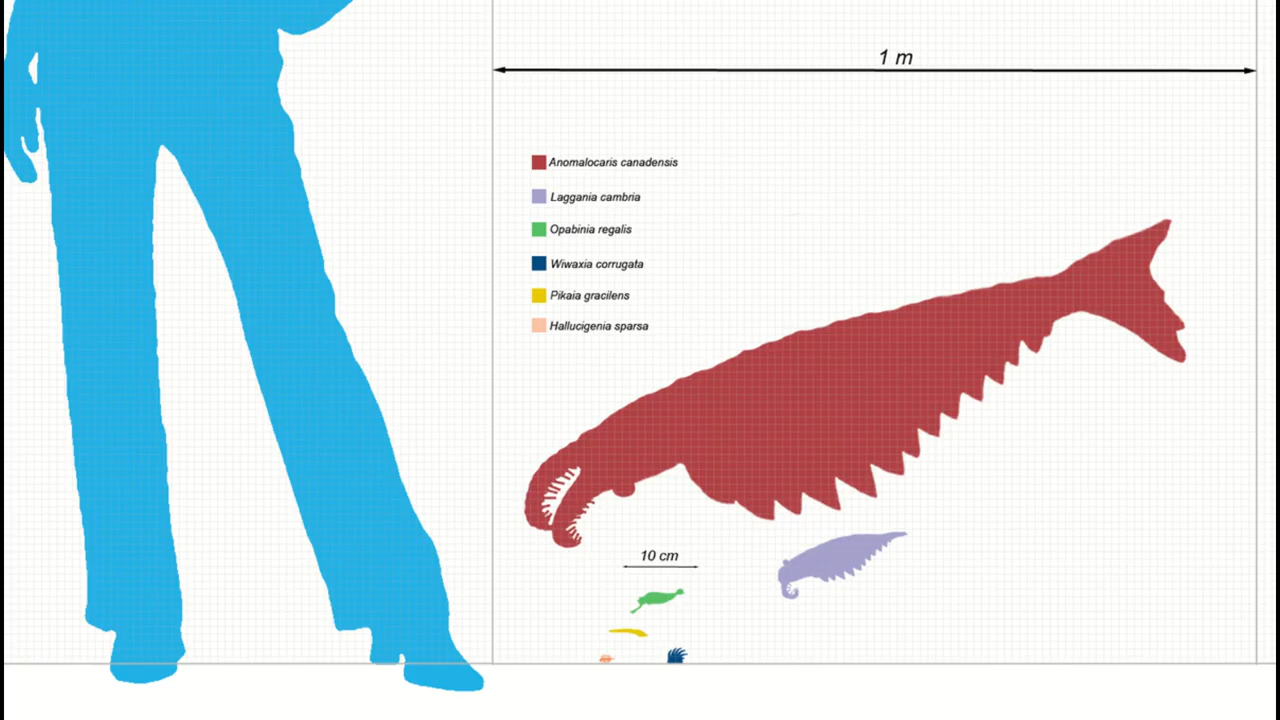 1 m
Anomalocaris canadensis
Laggania cambria
Opabinia regalis
Wiwaxia corrugata
Pikaia gracilens
Hallucigenia sparsa
10 cm